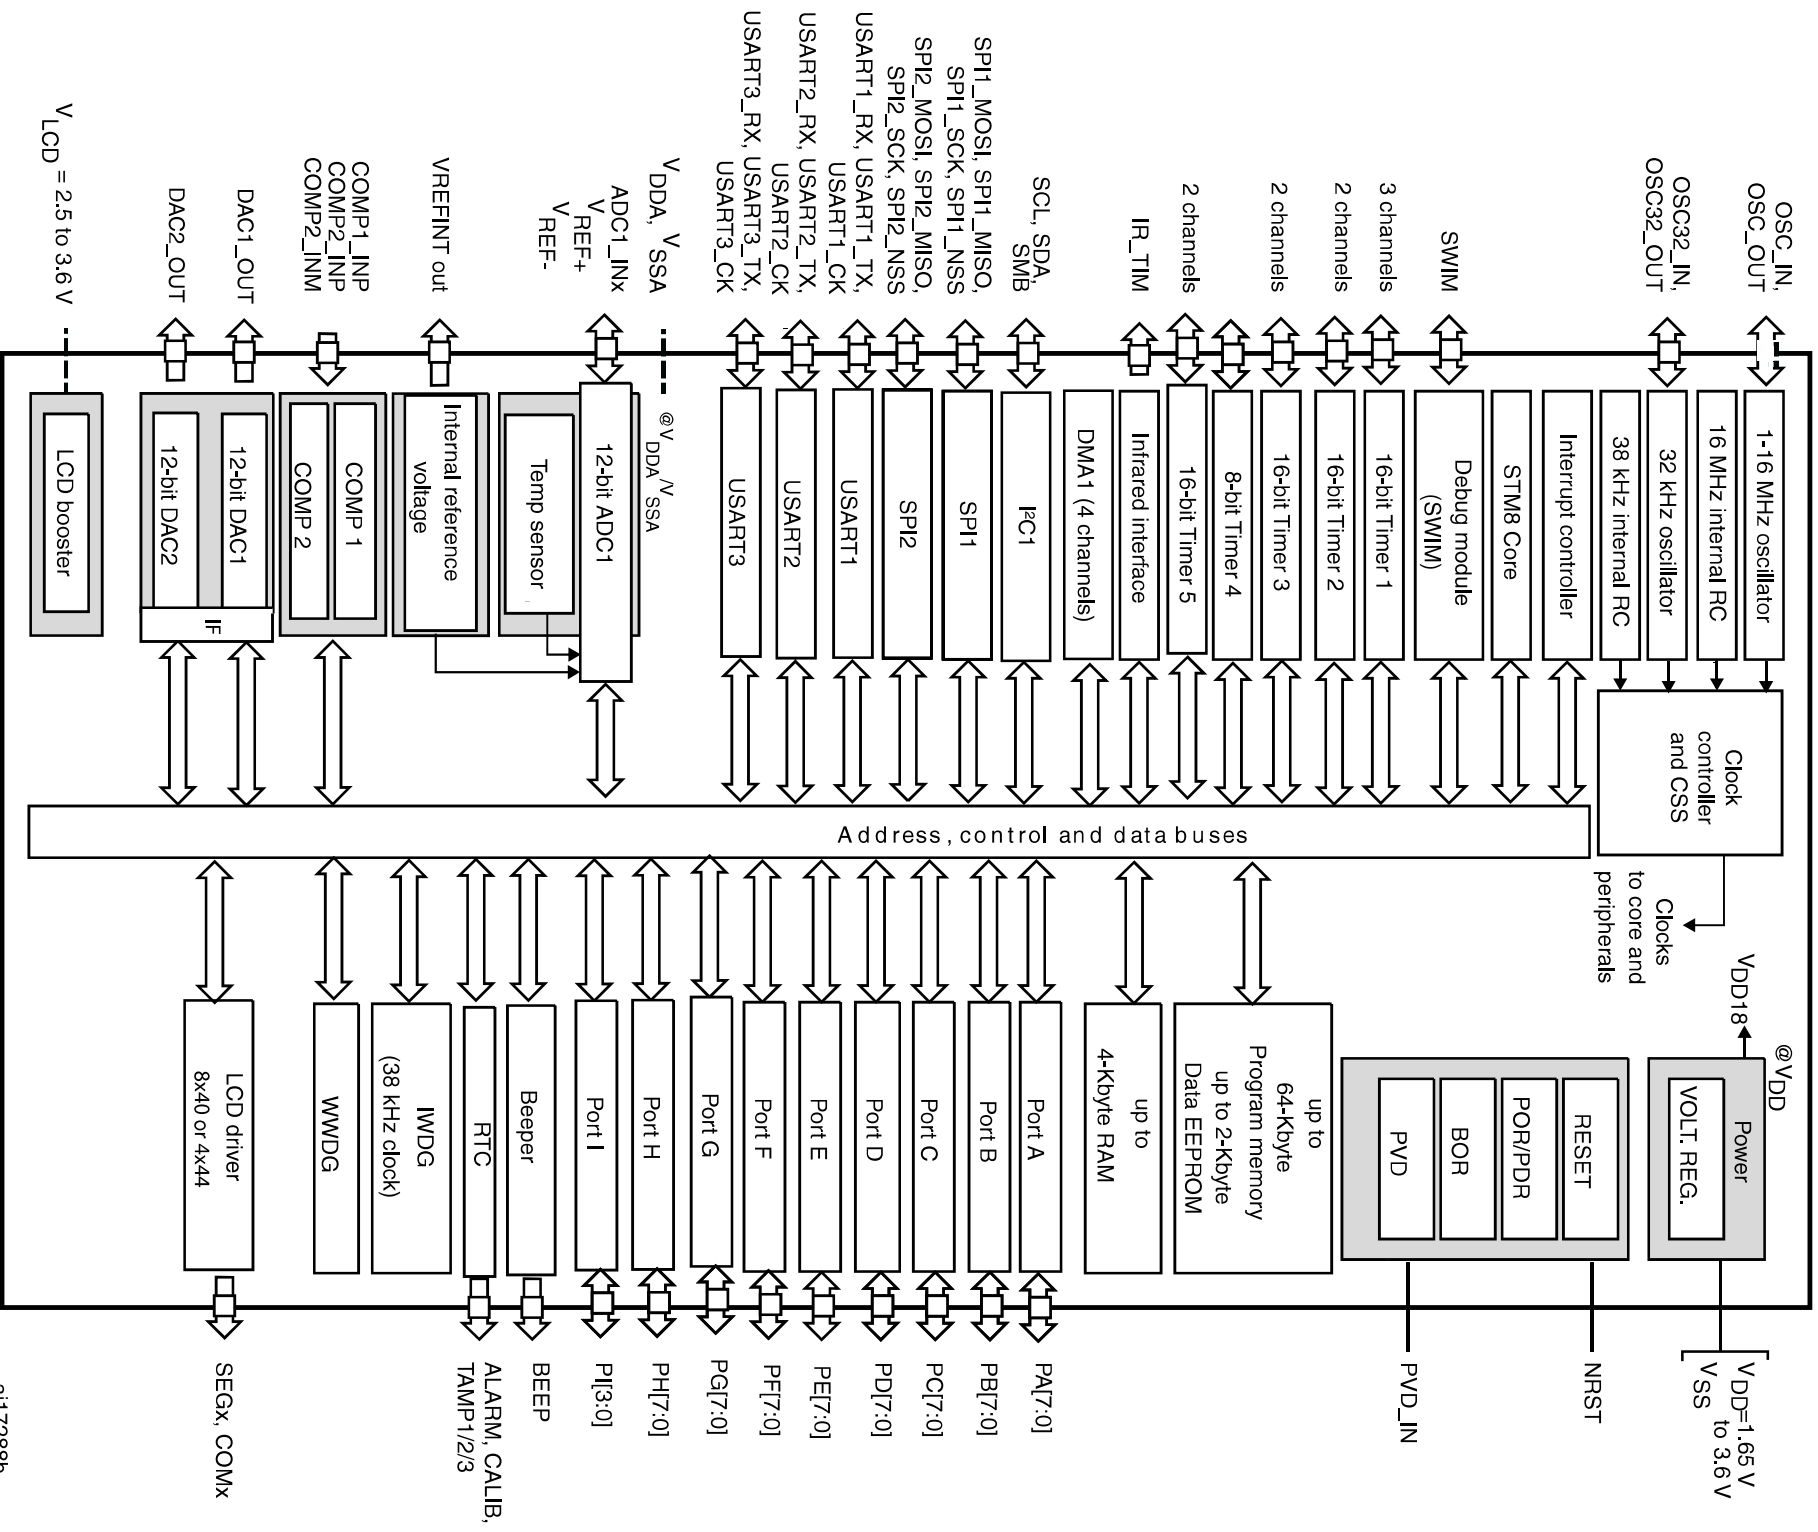 OSC_IN,
OSC_OUT
1-16 MHz oscillator
16 MHz internal RC
OSC32_IN,
OSC32_OUT
32 kHz oscillator
38 kHz internal RC
Clock
controller
and CSS
Clocks
to core and
peripherals
Interrupt controller
STM8 Core
SWIM
Debug module
(SWIM)
3 channels
16-bit Timer 1
2 channels
16-bit Timer 2
2 channels
16-bit Timer 3
8-bit Timer 4
2 channels
16-bit Timer 5
IR_TIM
Infrared interface
DMA1 (4 channels)
SCL, SDA,
SMB
I²C1
SPI1_MOSI, SPI1_MISO,
SPI1_SCK, SPI1_NSS
SPI1
SPI2_MOSI, SPI2_MISO,
SPI2_SCK, SPI2_NSS
SPI2
USART1_RX, USART1_TX,
USART1_CK
USART1
USART2_RX, USART2_TX,
USART2_CK
USART2
USART3_RX, USART3_TX,
USART3_CK
USART3
VDDA, VSSA
@VDDA/VSSA
ADC1_INx
VREF+
VREF-
12-bit ADC1
Temp sensor
VREFINT out
Internal reference
voltage
COMP1_INP
COMP2_INP
COMP2_INM
COMP 1
COMP 2
DAC1_OUT
12-bit DAC1
DAC2_OUT
12-bit DAC2
IF
VLCD = 2.5 to 3.6 V
LCD booster
Address, control and data buses
@VDD
VDD18
Power
VOLT. REG.
VDD=1.65 V
to 3.6 V
VSS
RESET
POR/PDR
BOR
PVD
NRST
PVD_IN
up to
64-Kbyte
Program memory
up to 2-Kbyte
Data EEPROM
up to
4-Kbyte RAM
Port A
PA[7:0]
Port B
PB[7:0]
Port C
PC[7:0]
Port D
PD[7:0]
Port E
PE[7:0]
Port F
PF[7:0]
Port G
PG[7:0]
Port H
PH[7:0]
Port I
PI[3:0]
Beeper
BEEP
RTC
ALARM, CALIB,
TAMP1/2/3
IWDG
(38 kHz clock)
WWDG
LCD driver
8x40 or 4x44
SEGx, COMx